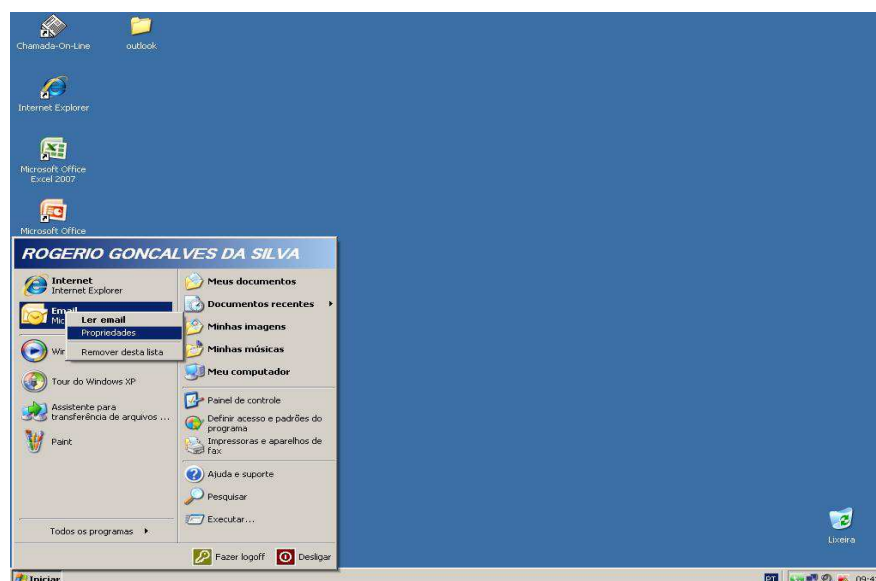 Chamada-On-Line
outlook
Internet Explorer
Microsoft Office
Excel 2007
Microsoft Office
ROGERIO GONCALVES DA SILVA
Internet
Internet Explorer
Email
Mic
Ler email
Propriedades
Remover desta lista
Wir
Tour do Windows XP
Assistente para
transferência de arquivos ...
Paint
Todos os programas
Meus documentos
Documentos recentes
Minhas imagens
Minhas músicas
Meu computador
Painel de controle
Definir acesso e padrões do
programa
Impressoras e aparelhos de
fax
Ajuda e suporte
Pesquisar
Executar...
Fazer logoff
Desligar
Lixeira
Iniciar
PT